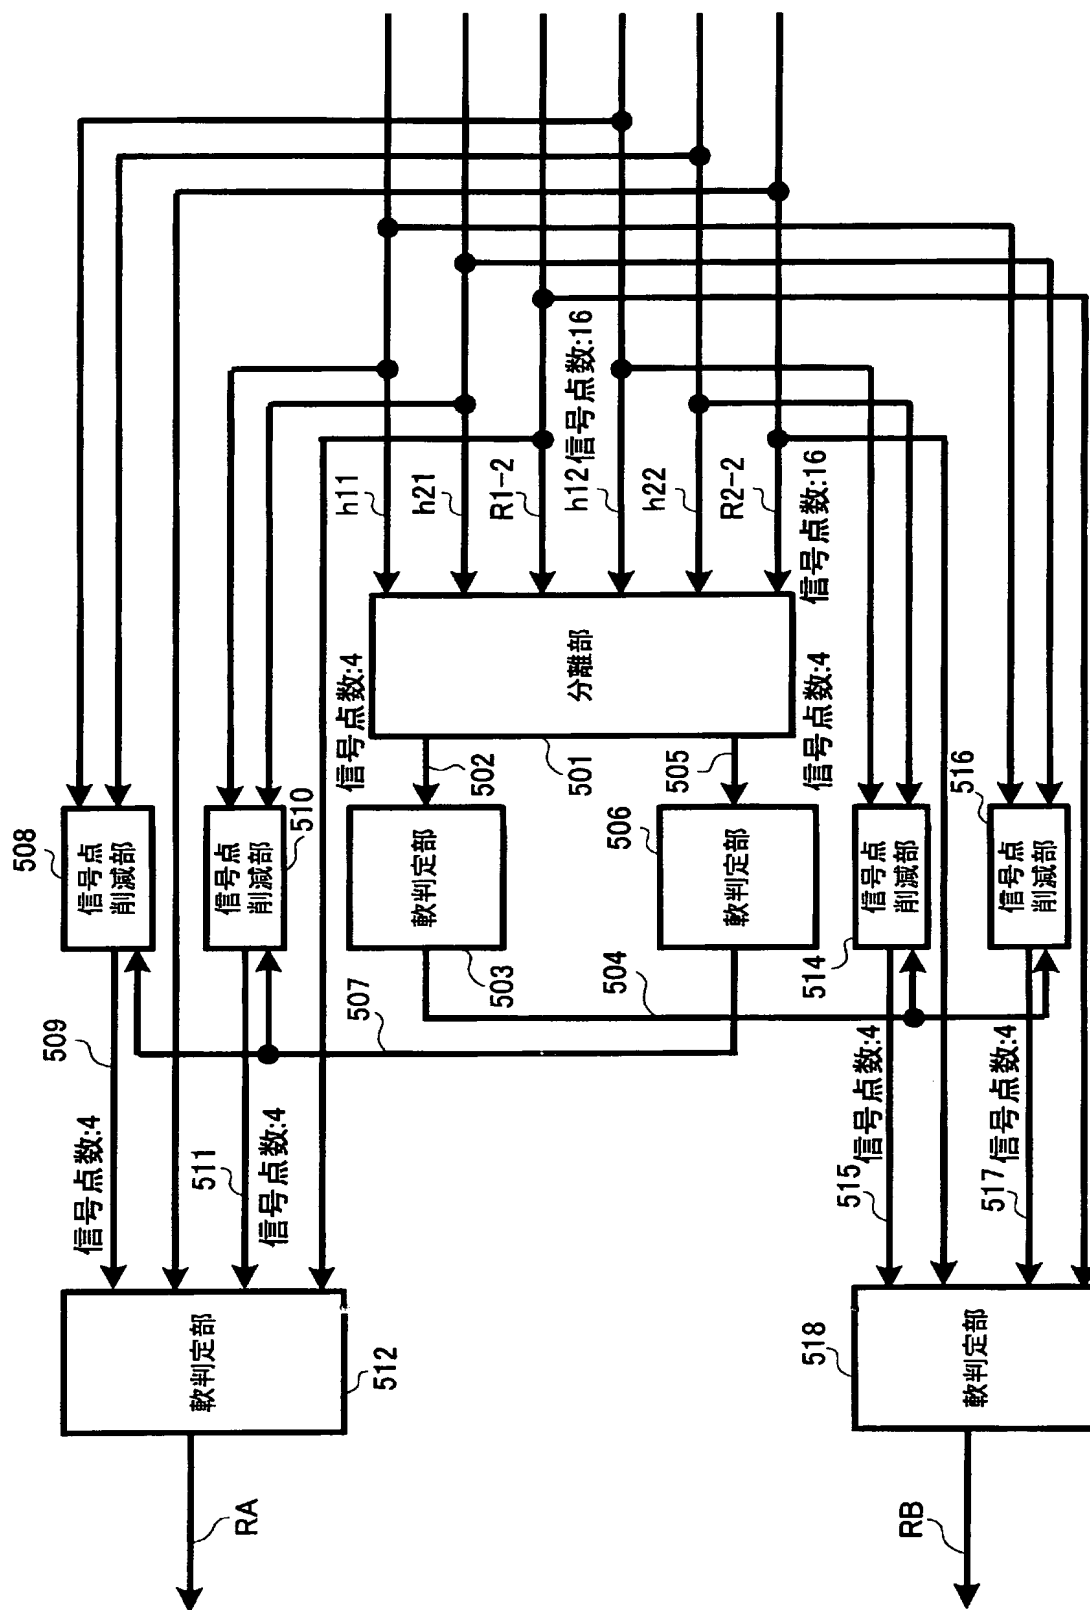 h11
h21
R1-2
h12
信号点数:16
h22
R2-2
信号点数:16
信号点数:4
分離部
501
信号点数:4
502
505
508
信号点
削減部
信号点
削減部
510
軟判定部
503
506
軟判定部
514
信号点
削減部
516
信号点
削減部
507
504
509
信号点数:4
511
信号点数:4
515
信号点数:4
517
信号点数:4
軟判定部
512
518
軟判定部
RA
RB